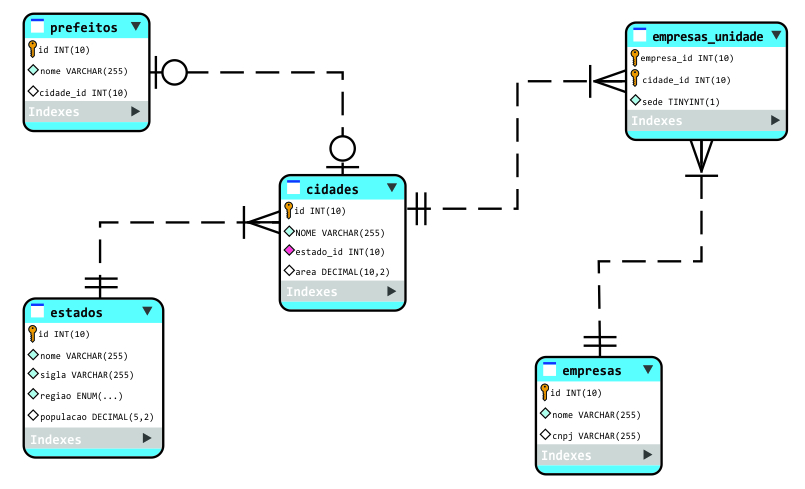 prefeitos
id INT(10)
nome VARCHAR(255)
cidade_id INT(10)
Indexes
empresas_unidade
empresa_id INT(10)
cidade_id INT(10)
sede TINYINT(1)
Indexes
cidades
id INT(10)
NOME VARCHAR(255)
estado_id INT(10)
area DECIMAL(10,2)
Indexes
estados
id INT(10)
nome VARCHAR(255)
sigla VARCHAR(255)
regiao ENUM(...)
populacao DECIMAL(5,2)
Indexes
empresas
id INT(10)
nome VARCHAR(255)
cnpj VARCHAR(255)
Indexes